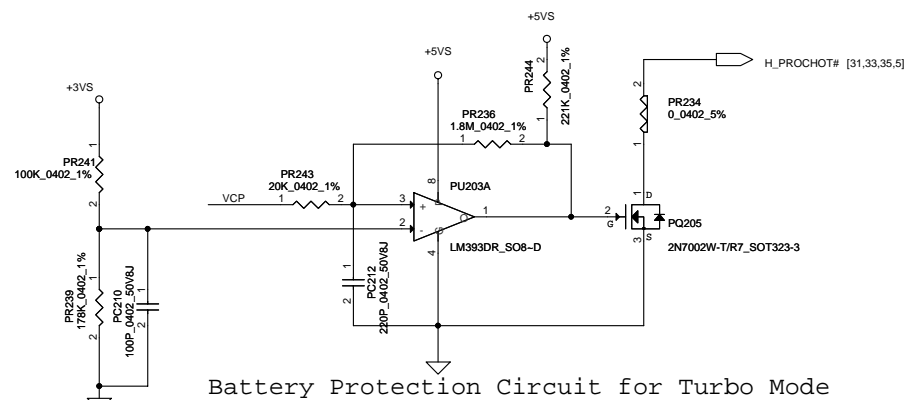 +5VS
+5VS
+3VS
H_PROCHOT# [31,33,35,5]
PR244
221K_0402_1%
2
1
PR234
0_0402_5%
2
1
PR236
1.8M_0402_1%
1
2
PR241
100K_0402_1%
1
2
PR243
20K_0402_1%
VCP
1
2
PU203A
8
P
3
+
2
-
O
1
G
4
LM393DR_SO8~D
1
D
2
G
3
S
PQ205
2N7002W-T/R7_SOT323-3
PR239
178K_0402_1%
1
2
PC210
100P_0402_50V8J
1
2
PC212
220P_0402_50V8J
1
2
Battery Protection Circuit for Turbo Mode